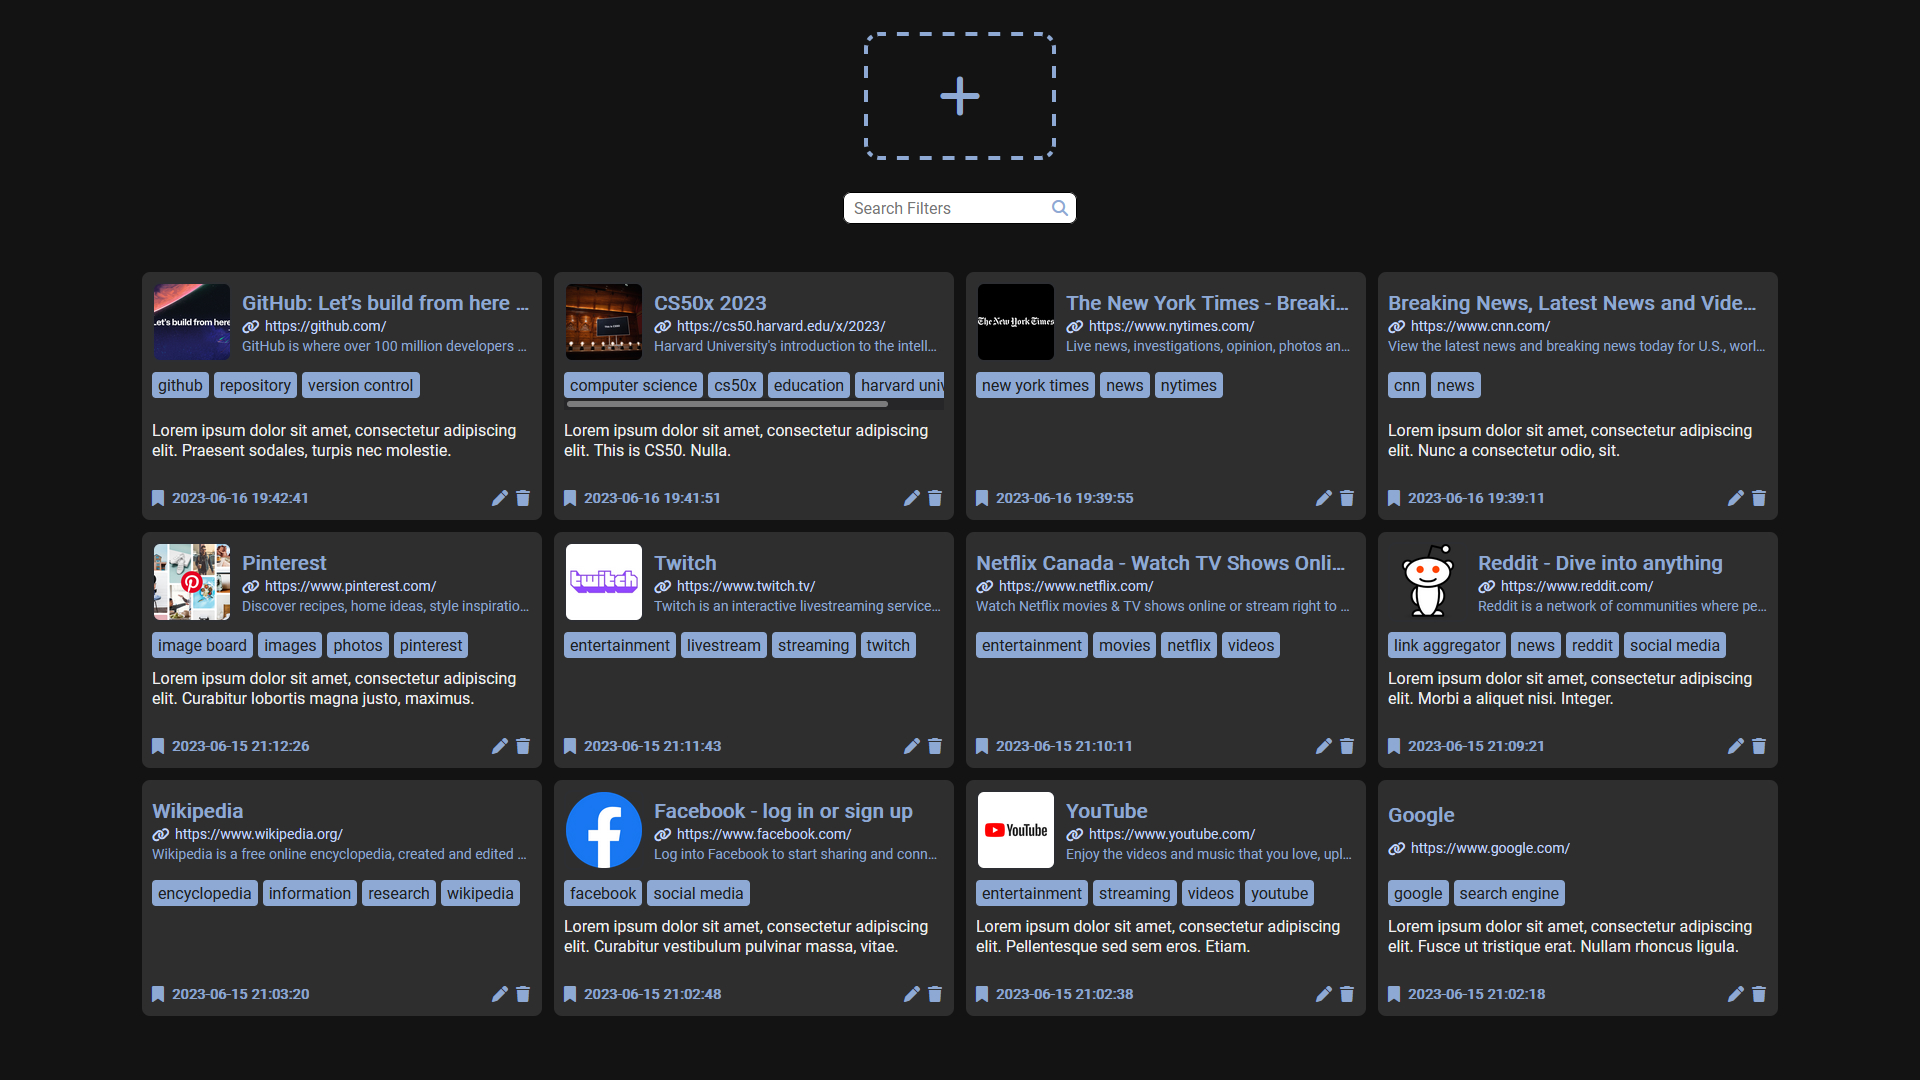 Search Filters
Let's build from here
GitHub: Let's build from here ...
https://github.com/
GitHub is where over 100 million developers ...
github repository version control
Lorem ipsum dolor sit amet, consectetur adipiscing
elit. Praesent sodales, turpis nec molestie.
2023-06-16 19:42:41
CS50x 2023
https://cs50.harvard.edu/x/2023/
Harvard University's introduction to the intell...
computer science cs50x education harvard univ
Lorem ipsum dolor sit amet, consectetur adipiscing
elit. This is CS50. Nulla.
2023-06-16 19:41:51
The New York Times
The New York Times - Breaki...
https://www.nytimes.com/
Live news, investigations, opinion, photos an...
new york times news nytimes
2023-06-16 19:39:55
Breaking News, Latest News and Vide...
https://www.cnn.com/
View the latest news and breaking news today for U.S., worl...
cnn news
Lorem ipsum dolor sit amet, consectetur adipiscing
elit. Nunc a consectetur odio, sit.
2023-06-16 19:39:11
Pinterest
https://www.pinterest.com/
Discover recipes, home ideas, style inspiratio...
image board images photos pinterest
Lorem ipsum dolor sit amet, consectetur adipiscing
elit. Curabitur lobortis magna justo, maximus.
2023-06-15 21:12:26
twitch
Twitch
https://www.twitch.tv/
Twitch is an interactive livestreaming service...
entertainment livestream streaming twitch
2023-06-15 21:11:43
Netflix Canada - Watch TV Shows Onli...
https://www.netflix.com/
Watch Netflix movies & TV shows online or stream right to ...
entertainment movies netflix videos
2023-06-15 21:10:11
Reddit - Dive into anything
https://www.reddit.com/
Reddit is a network of communities where pe...
link aggregator news reddit social media
Lorem ipsum dolor sit amet, consectetur adipiscing
elit. Morbi a aliquet nisi. Integer.
2023-06-15 21:09:21
Wikipedia
https://www.wikipedia.org/
Wikipedia is a free online encyclopedia, created and edited ...
encyclopedia information research wikipedia
2023-06-15 21:03:20
Facebook - log in or sign up
https://www.facebook.com/
Log into Facebook to start sharing and conn...
facebook social media
Lorem ipsum dolor sit amet, consectetur adipiscing
elit. Curabitur vestibulum pulvinar massa, vitae.
2023-06-15 21:02:48
YouTube
YouTube
https://www.youtube.com/
Enjoy the videos and music that you love, upl...
entertainment streaming videos youtube
Lorem ipsum dolor sit amet, consectetur adipiscing
elit. Pellentesque sed sem eros. Etiam.
2023-06-15 21:02:38
Google
https://www.google.com/
google search engine
Lorem ipsum dolor sit amet, consectetur adipiscing
elit. Fusce ut tristique erat. Nullam rhoncus ligula.
2023-06-15 21:02:18